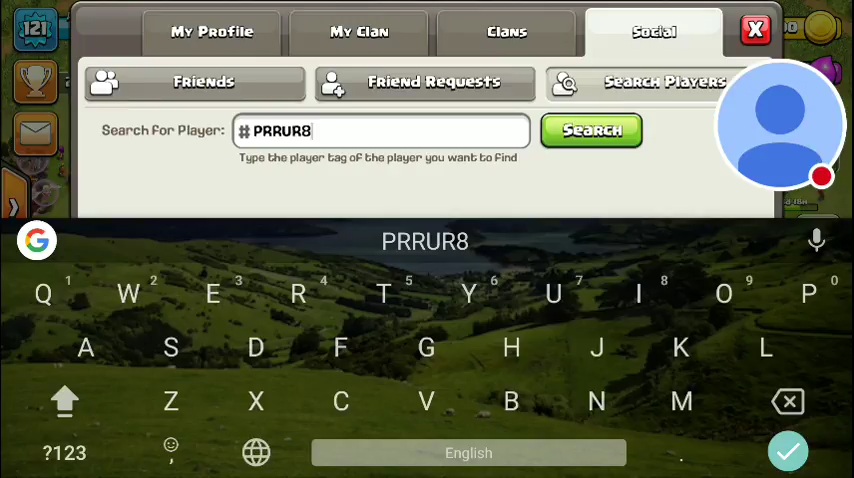 121
My Profile
My Clan
Clans
Social
X
Friends
Friend Requests
Search Players
Search for Player:
# PRRUR8
Search
Type the player tag of the player you want to find
G
PRRUR8
Q 1 W 2 E 3 R 4 T 5 Y 6 U 7 I 8 O 9 P 0
A S D F G H J K L
Z X C V B N M
?123 , English .